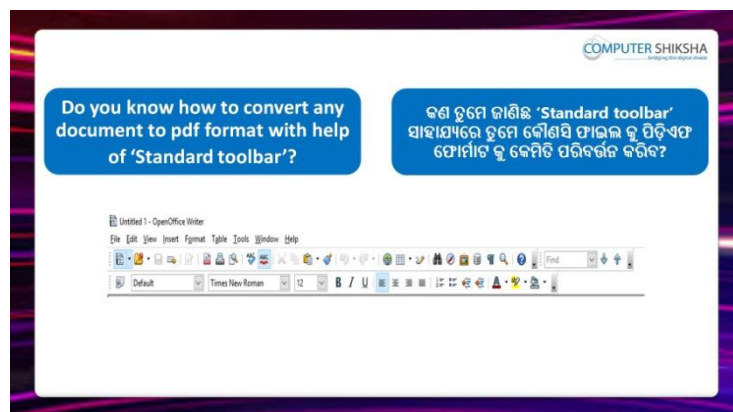 COMPUTER SHIKSHA
bridging the digital divide
Do you know how to convert any
document to pdf format with help
of ‘Standard toolbar’?
କଣ ତୁମେ ଜାଣିଛ ‘Standard toolbar’
ସାହାଯ୍ୟରେ ତୁମେ କୌଣସି ଫାଇଲ କୁ ପିଡ଼ିଏଫ
ଫୋର୍ମାଟ କୁ କେମିତି ପରିବର୍ତ୍ତନ କରିବ?
Untitled 1 - OpenOffice Writer
File Edit View Insert Format Table Tools Window Help
Find
Default Times New Roman 12 B I U